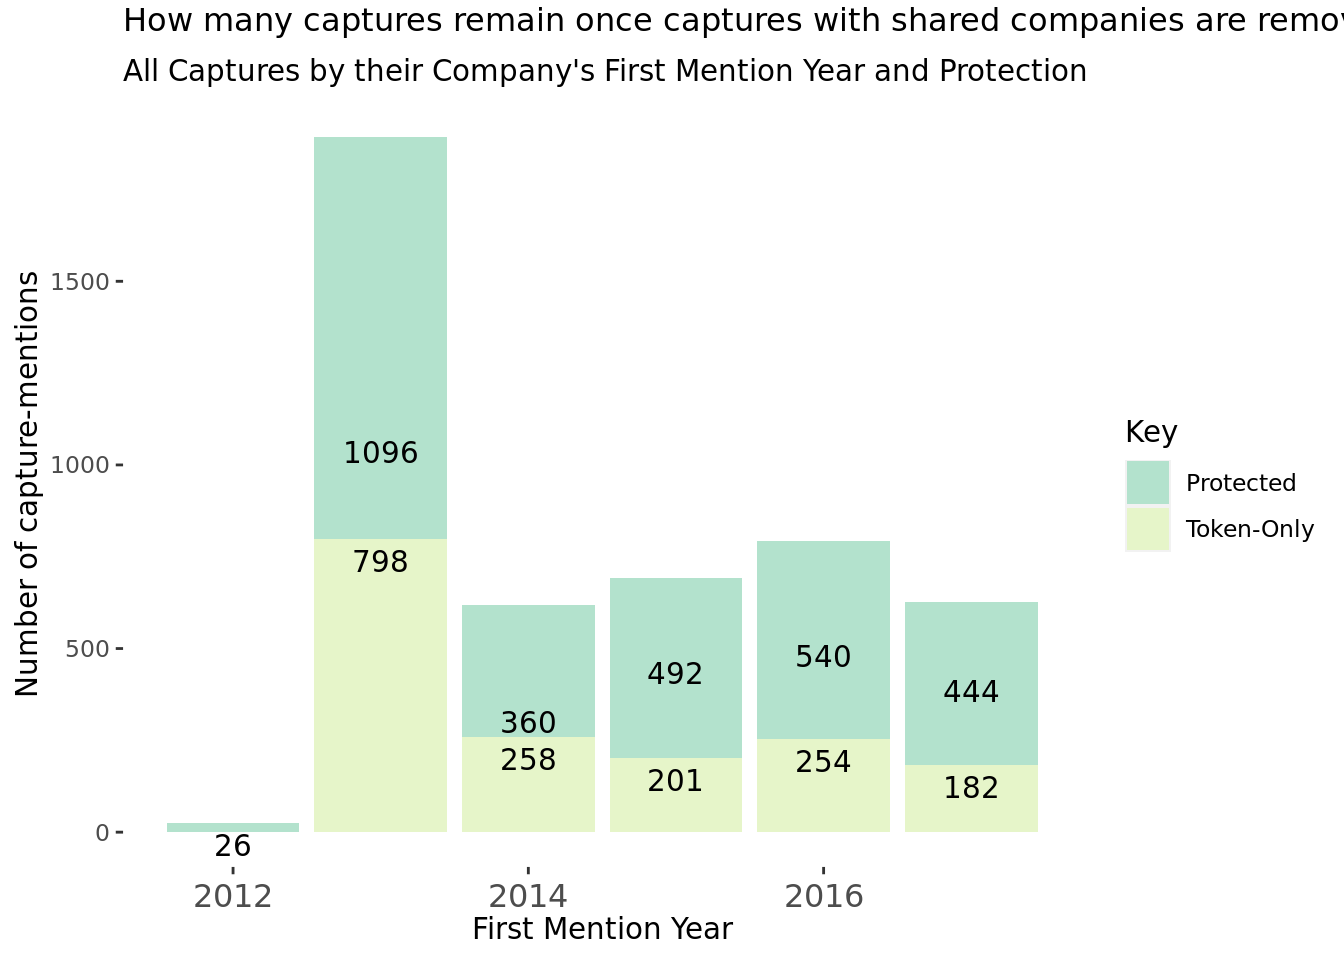 How many captures remain once captures with shared companies are
All Captures by their Company's First Mention Year and Protection
Number of capture-mentions
1500
1000
500
0
1096
798
360
258
492
201
540
254
444
182
26
2012
2014
2016
First Mention Year
Key
Protected
Token-Only